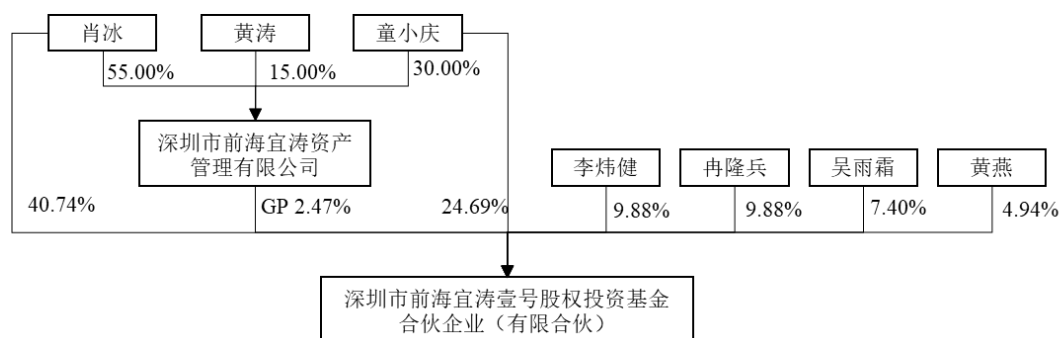 肖冰
黄涛
童小庆
55.00%
15.00%
30.00%
深圳市前海宜涛资产
管理有限公司
李炜健
冉隆兵
吴雨霜
黄燕
40.74%
GP 2.47%
24.69%
9.88%
9.88%
7.40%
4.94%
深圳市前海宜涛壹号股权投资基金
合伙企业（有限合伙）